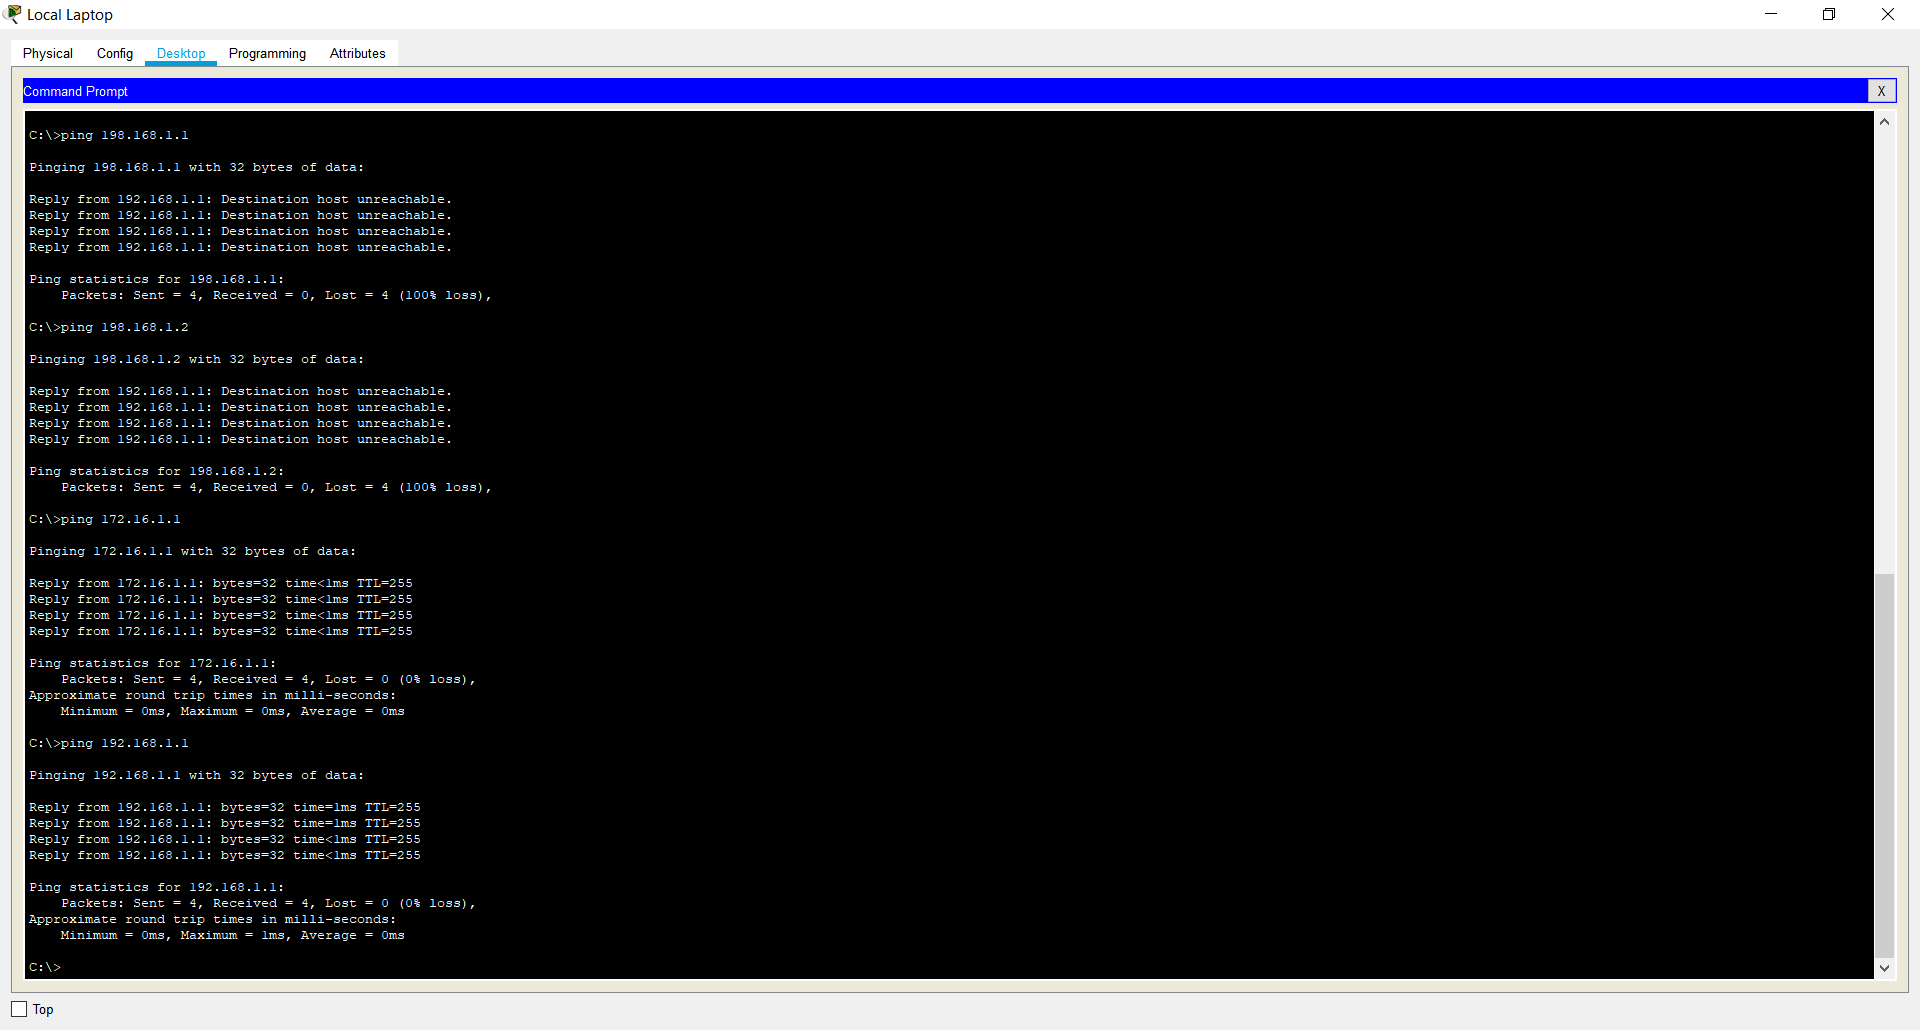 Local Laptop
Physical Config Desktop Programming Attributes
Command Prompt X
C:\>ping 198.168.1.1
Pinging 198.168.1.1 with 32 bytes of data:
Reply from 192.168.1.1: Destination host unreachable.
Reply from 192.168.1.1: Destination host unreachable.
Reply from 192.168.1.1: Destination host unreachable.
Reply from 192.168.1.1: Destination host unreachable.
Ping statistics for 198.168.1.1:
Packets: Sent = 4, Received = 0, Lost = 4 (100% loss),
C:\>ping 198.168.1.2
Pinging 198.168.1.2 with 32 bytes of data:
Reply from 192.168.1.1: Destination host unreachable.
Reply from 192.168.1.1: Destination host unreachable.
Reply from 192.168.1.1: Destination host unreachable.
Reply from 192.168.1.1: Destination host unreachable.
Ping statistics for 198.168.1.2:
Packets: Sent = 4, Received = 0, Lost = 4 (100% loss),
C:\>ping 172.16.1.1
Pinging 172.16.1.1 with 32 bytes of data:
Reply from 172.16.1.1: bytes=32 time<1ms TTL=255
Reply from 172.16.1.1: bytes=32 time<1ms TTL=255
Reply from 172.16.1.1: bytes=32 time<1ms TTL=255
Reply from 172.16.1.1: bytes=32 time<1ms TTL=255
Ping statistics for 172.16.1.1:
Packets: Sent = 4, Received = 4, Lost = 0 (0% loss),
Approximate round trip times in milli-seconds:
Minimum = 0ms, Maximum = 0ms, Average = 0ms
C:\>ping 192.168.1.1
Pinging 192.168.1.1 with 32 bytes of data:
Reply from 192.168.1.1: bytes=32 time=1ms TTL=255
Reply from 192.168.1.1: bytes=32 time=1ms TTL=255
Reply from 192.168.1.1: bytes=32 time<1ms TTL=255
Reply from 192.168.1.1: bytes=32 time<1ms TTL=255
Ping statistics for 192.168.1.1:
Packets: Sent = 4, Received = 4, Lost = 0 (0% loss),
Approximate round trip times in milli-seconds:
Minimum = 0ms, Maximum = 1ms, Average = 0ms
C:\>
Top